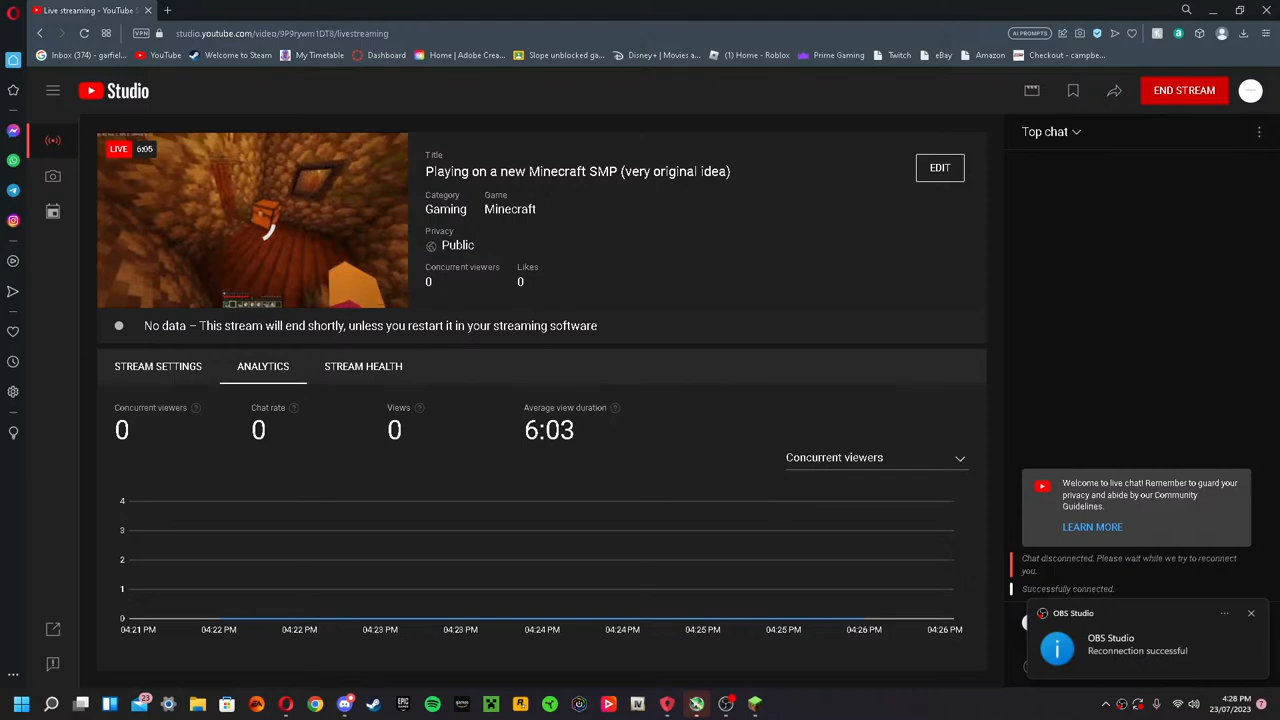 Live streaming - YouTube S
VPN
studio.youtube.com/video/9P9rywm1DT8/livestreaming
AI PROMPTS
Inbox (374) - garfiel...
YouTube
Welcome to Steam
My Timetable
Dashboard
Home | Adobe Crea...
Slope unblocked ga...
Disney+ | Movies a...
(1) Home - Roblox
Prime Gaming
Twitch
eBay
Amazon
Checkout - campbe...
Studio
END STREAM
LIVE 6:05
Title
Playing on a new Minecraft SMP (very original idea)
EDIT
Category Game
Gaming Minecraft
Privacy
Public
Concurrent viewers Likes
0 0
No data – This stream will end shortly, unless you restart it in your streaming software
STREAM SETTINGS ANALYTICS STREAM HEALTH
Concurrent viewers Chat rate Views Average view duration
0 0 0 6:03
Concurrent viewers
4
3
2
1
0
04:21 PM 04:22 PM 04:22 PM 04:23 PM 04:23 PM 04:24 PM 04:24 PM 04:25 PM 04:25 PM 04:26 PM 04:26 PM
Top chat
Welcome to live chat! Remember to guard your
privacy and abide by our Community
Guidelines.
LEARN MORE
Chat disconnected. Please wait while we try to reconnect
you.
Successfully connected.
OBS Studio
OBS Studio
Reconnection successful
23
4:28 PM
23/07/2023